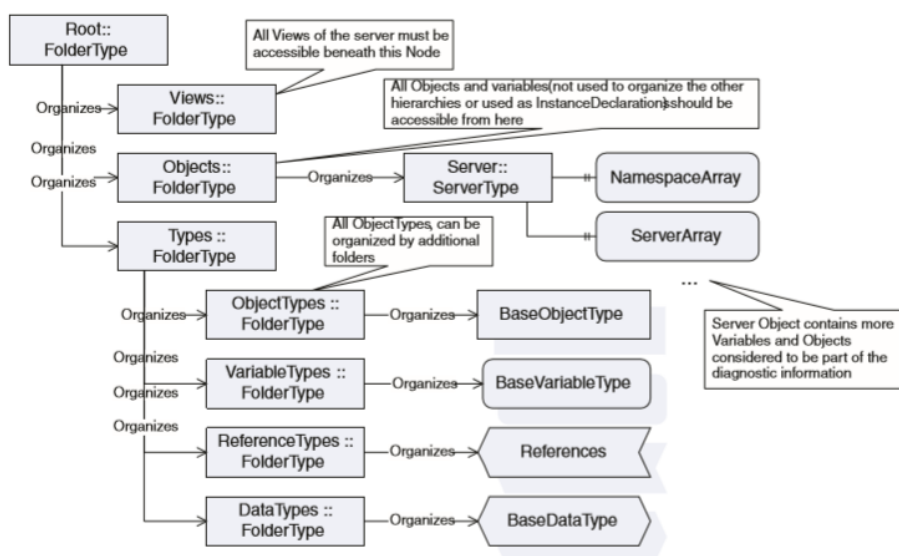 Root::
FolderType
All Views of the server must be
accessible beneath this Node
Organizes
Views::
FolderType
All Objects and variables(not used to organize the other
hierarchies or used as InstanceDeclaration)should be
accessible from here
Organizes
Organizes
Objects::
FolderType
Organizes
Server::
ServerType
NamespaceArray
ServerArray
Types ::
FolderType
All ObjectTypes, can be
organized by additional
folders
...
Server Object contains more
Variables and Objects
considered to be part of the
diagnostic information
Organizes
ObjectTypes ::
FolderType
Organizes
BaseObjectType
Organizes
Organizes
VariableTypes ::
FolderType
Organizes
BaseVariableType
Organizes
ReferenceTypes ::
FolderType
Organizes
References
DataTypes ::
FolderType
Organizes
BaseDataType